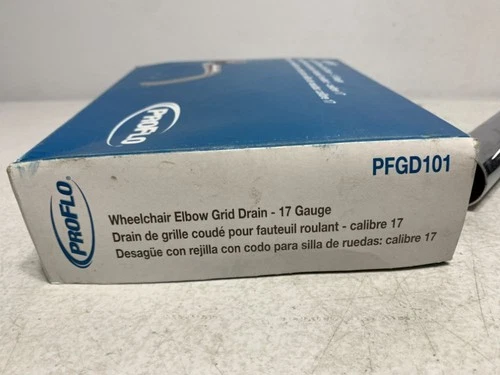 PROFLO
PROFLO
PFGD101
Wheelchair Elbow Grid Drain - 17 Gauge
Drain de grille coudé pour fauteuil roulant - calibre 17
Desagüe con rejilla con codo para silla de ruedas: calibre 17